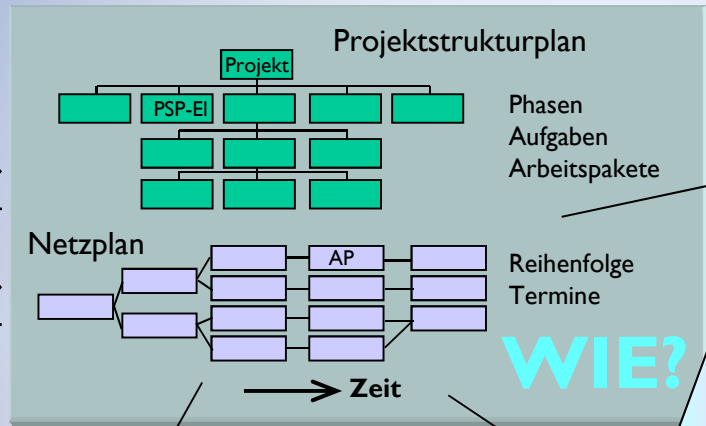 Projektstrukturplan
Projekt
PSP-El
Phasen
Aufgaben
Arbeitspakete
Netzplan
AP
Reihenfolge
Termine
WIE?
Zeit